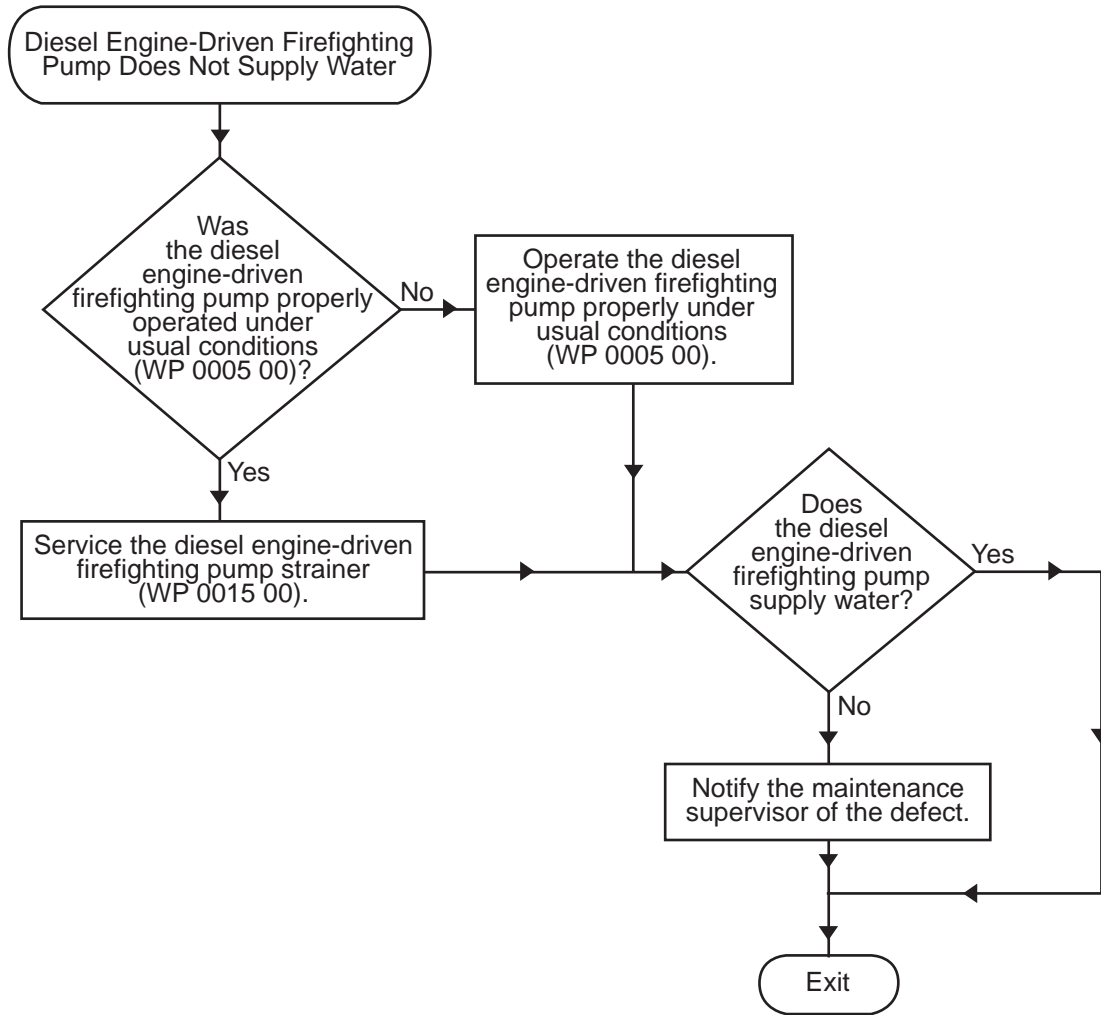 Diesel Engine-Driven Firefighting
Pump Does Not Supply Water
Was
the diesel
engine-driven
firefighting pump properly
operated under
usual conditions
(WP 0005 00)?
No
Operate the diesel
engine-driven firefighting
pump properly under
usual conditions
(WP 0005 00).
Yes
Service the diesel engine-driven
firefighting pump strainer
(WP 0015 00).
Does
the diesel
engine-driven
firefighting pump
supply water?
Yes
No
Notify the maintenance
supervisor of the defect.
Exit